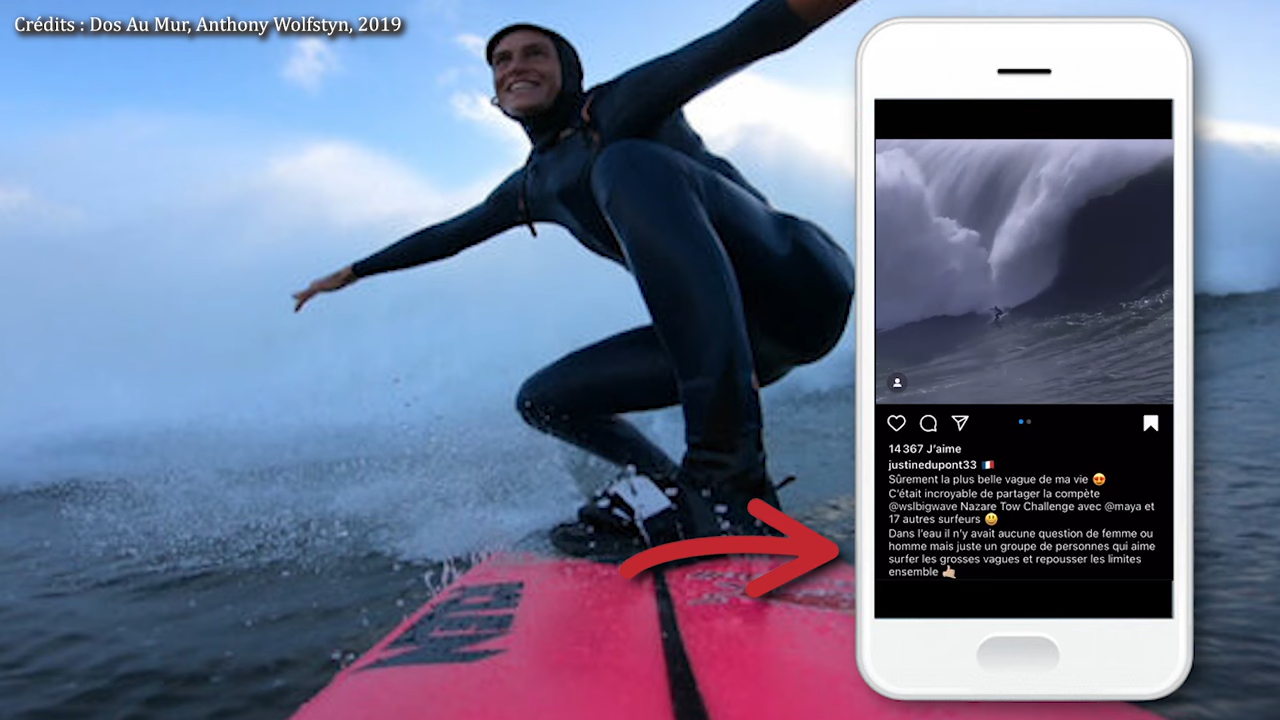 Crédits : Dos Au Mur, Anthony Wolfstyn, 2019
14 367 J'aime
justinedupont33 🇫🇷
Sûrement la plus belle vague de ma vie 😍
C'était incroyable de partager la compète
@wslbigwave Nazare Tow Challenge avec @maya et
17 autres surfeurs 😃
Dans l'eau il n'y avait aucune question de femme ou
homme mais juste un groupe de personnes qui aime
surfer les grosses vagues et repousser les limites
ensemble 🤙🏼